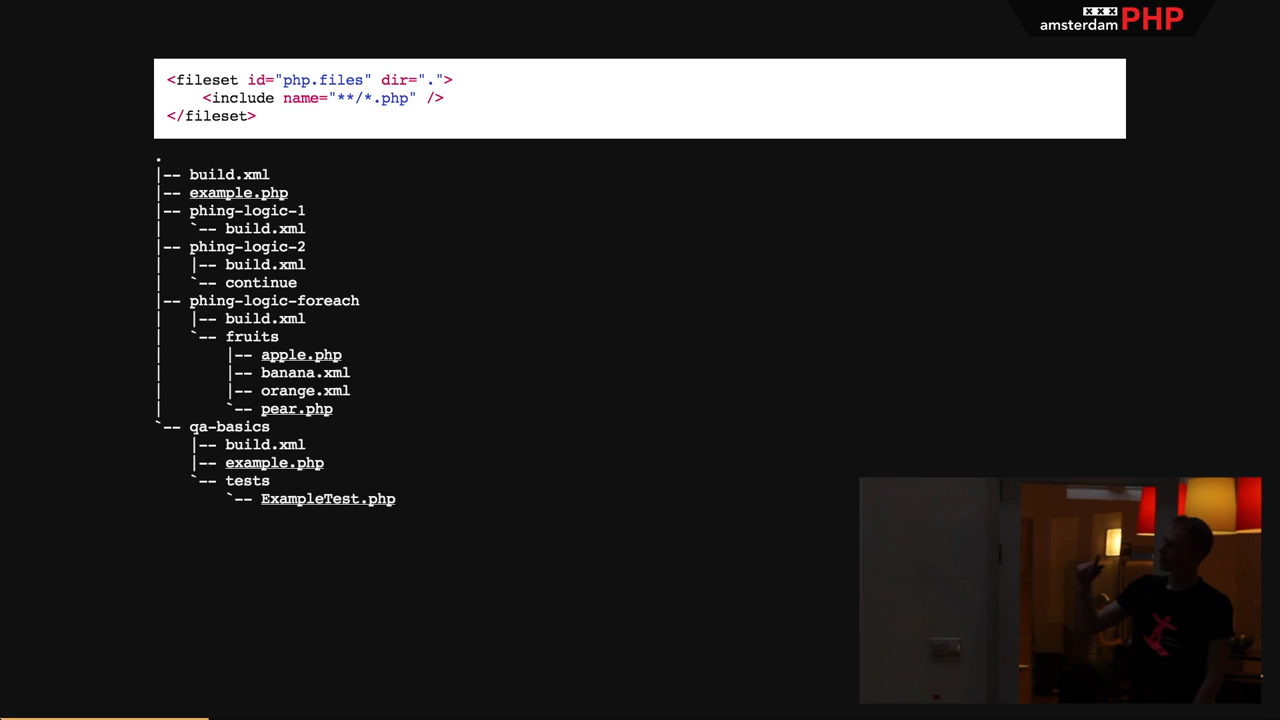 xxx
amsterdamPHP
<fileset id="php.files" dir=".">
    <include name="**/*.php" />
</fileset>
.
|-- build.xml
|-- example.php
|-- phing-logic-1
|   `-- build.xml
|-- phing-logic-2
|   |-- build.xml
|   `-- continue
|-- phing-logic-foreach
|   |-- build.xml
|   `-- fruits
|       |-- apple.php
|       |-- banana.xml
|       |-- orange.xml
|       `-- pear.php
`-- qa-basics
    |-- build.xml
    |-- example.php
    `-- tests
        `-- ExampleTest.php